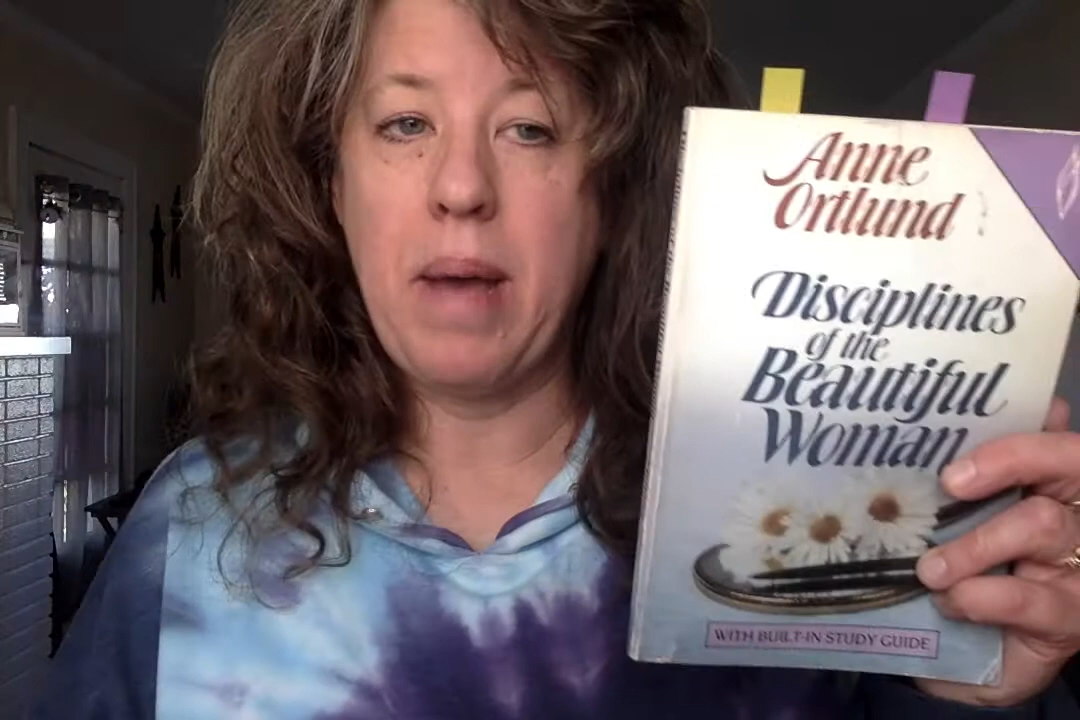 Anne
Ortlund
Disciplines
of the
Beautiful
Woman
WITH BUILT-IN STUDY GUIDE